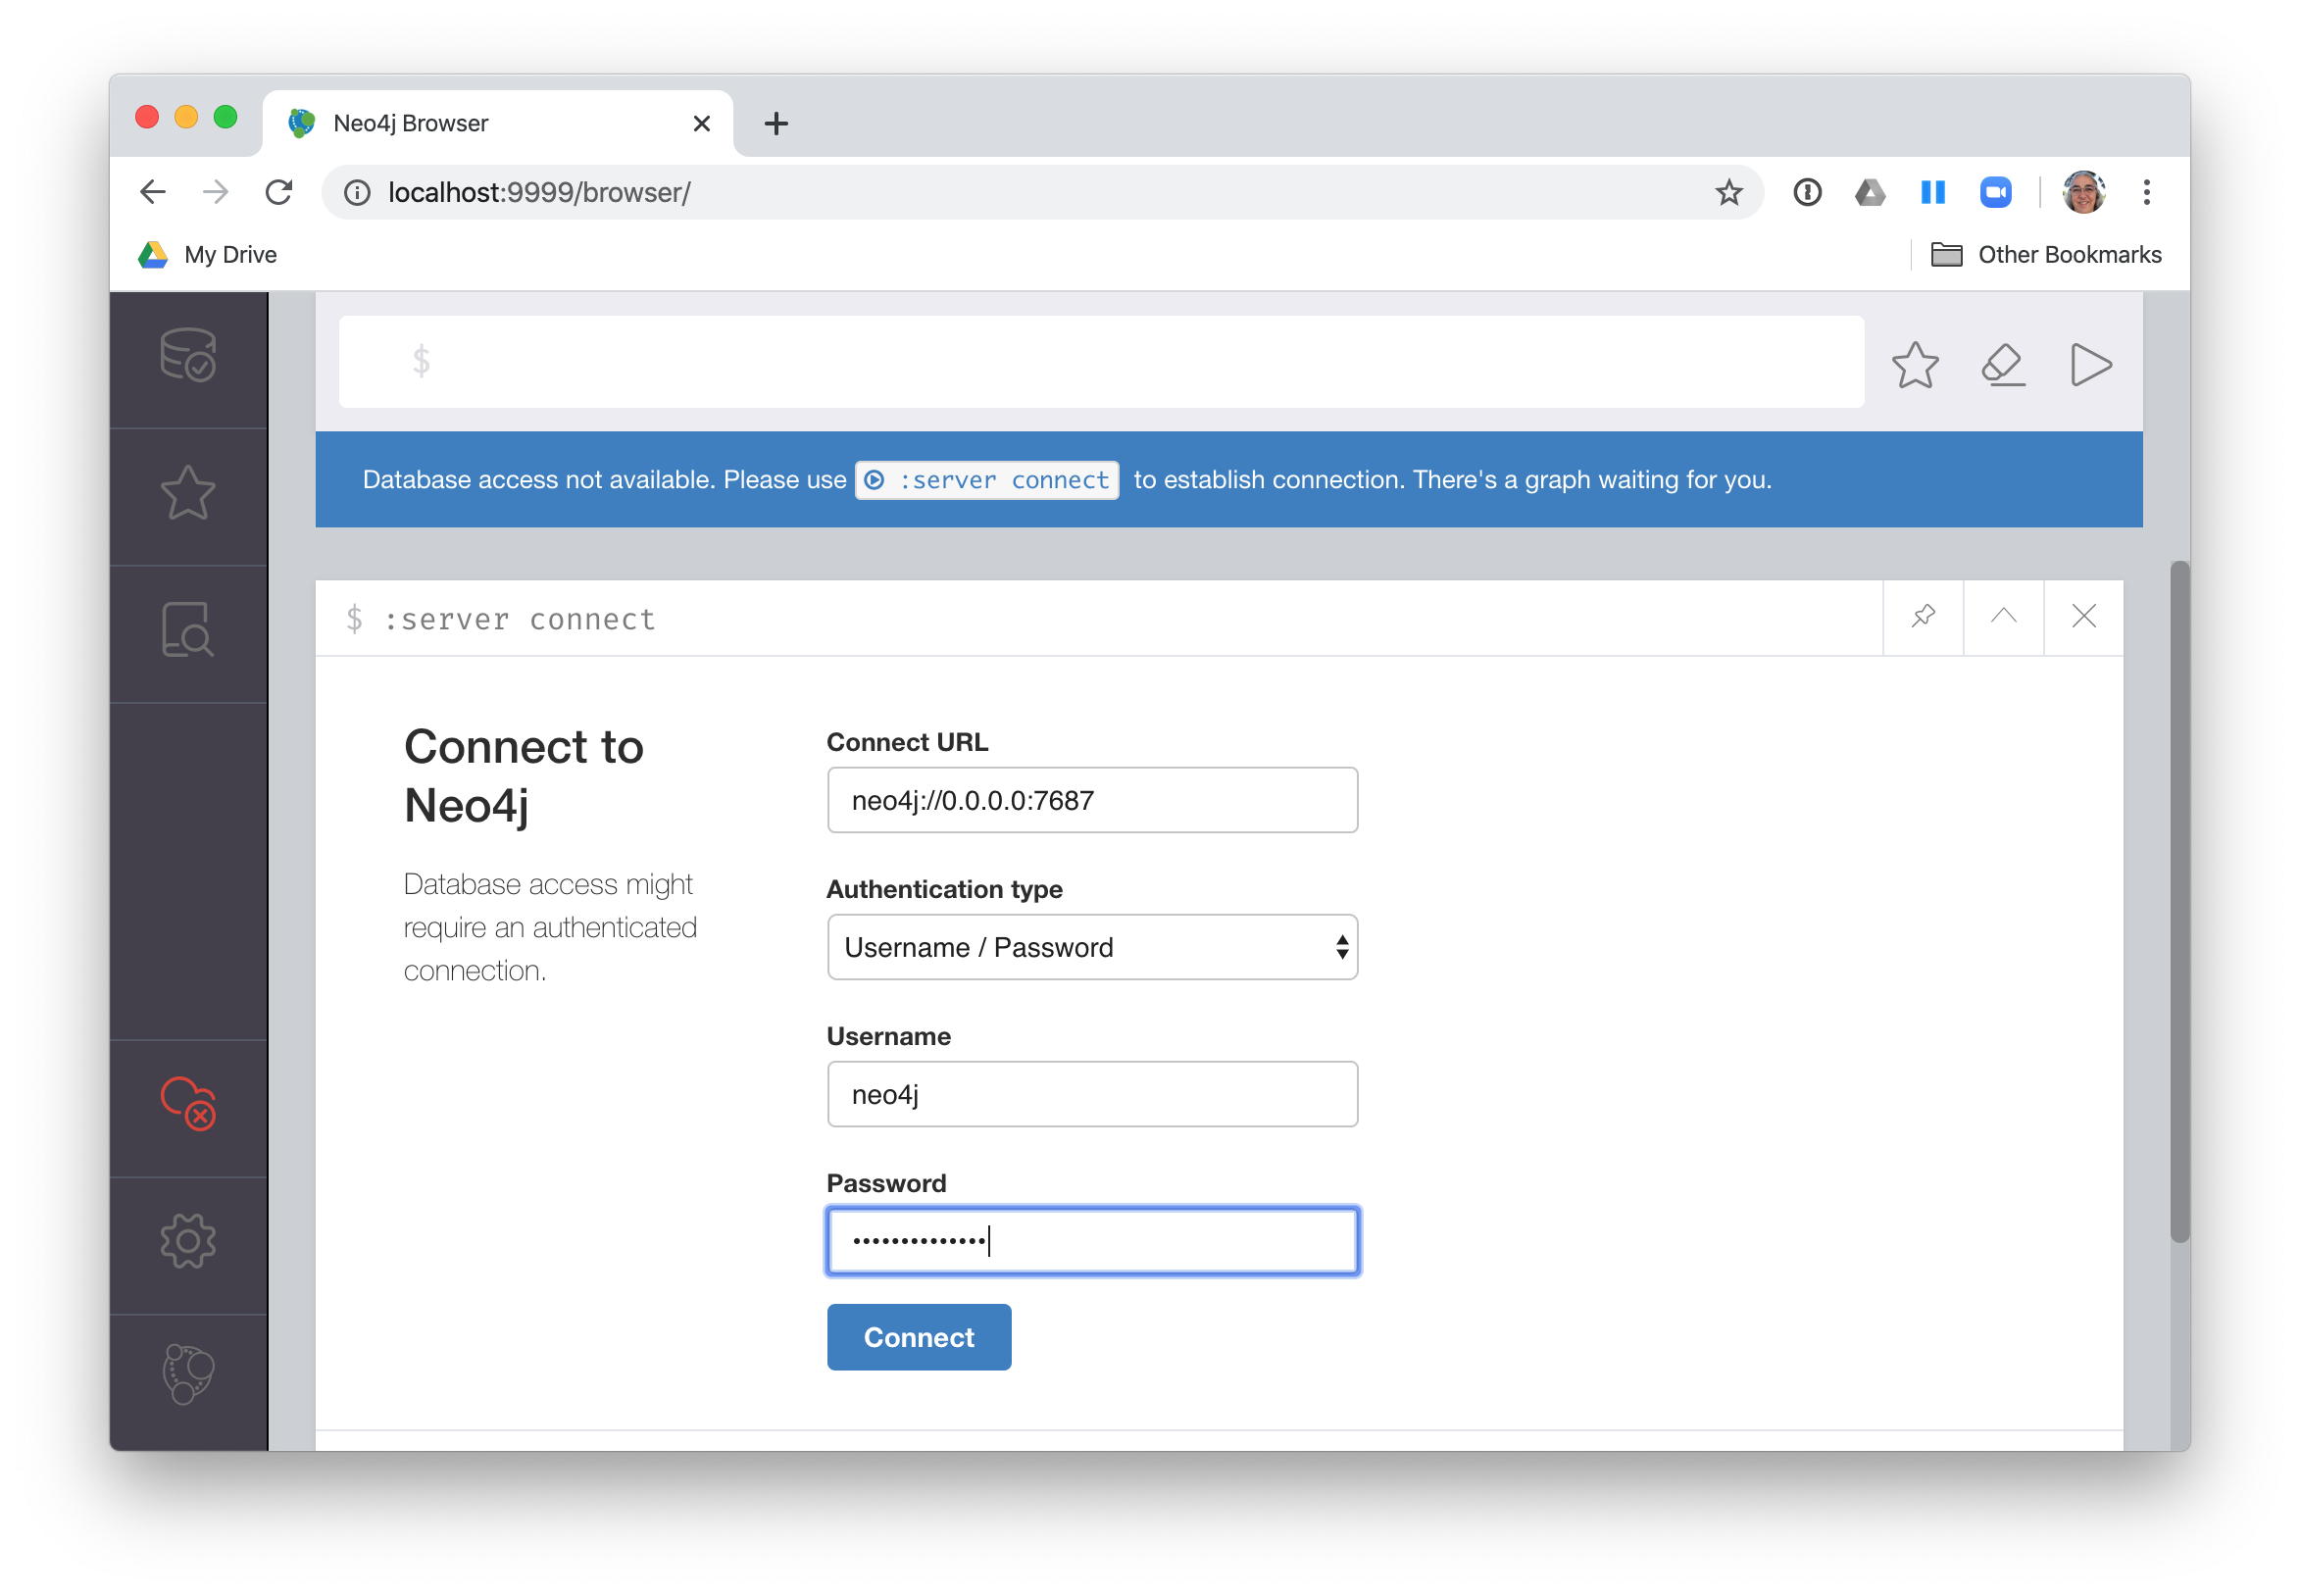 Neo4j Browser
localhost:9999/browser/
My Drive
Other Bookmarks
$
Database access not available. Please use :server connect to establish connection. There's a graph waiting for you.
$ :server connect
Connect to
Neo4j
Database access might
require an authenticated
connection.
Connect URL
neo4j://0.0.0.0:7687
Authentication type
Username / Password
Username
neo4j
Password
••••••••••••••
Connect